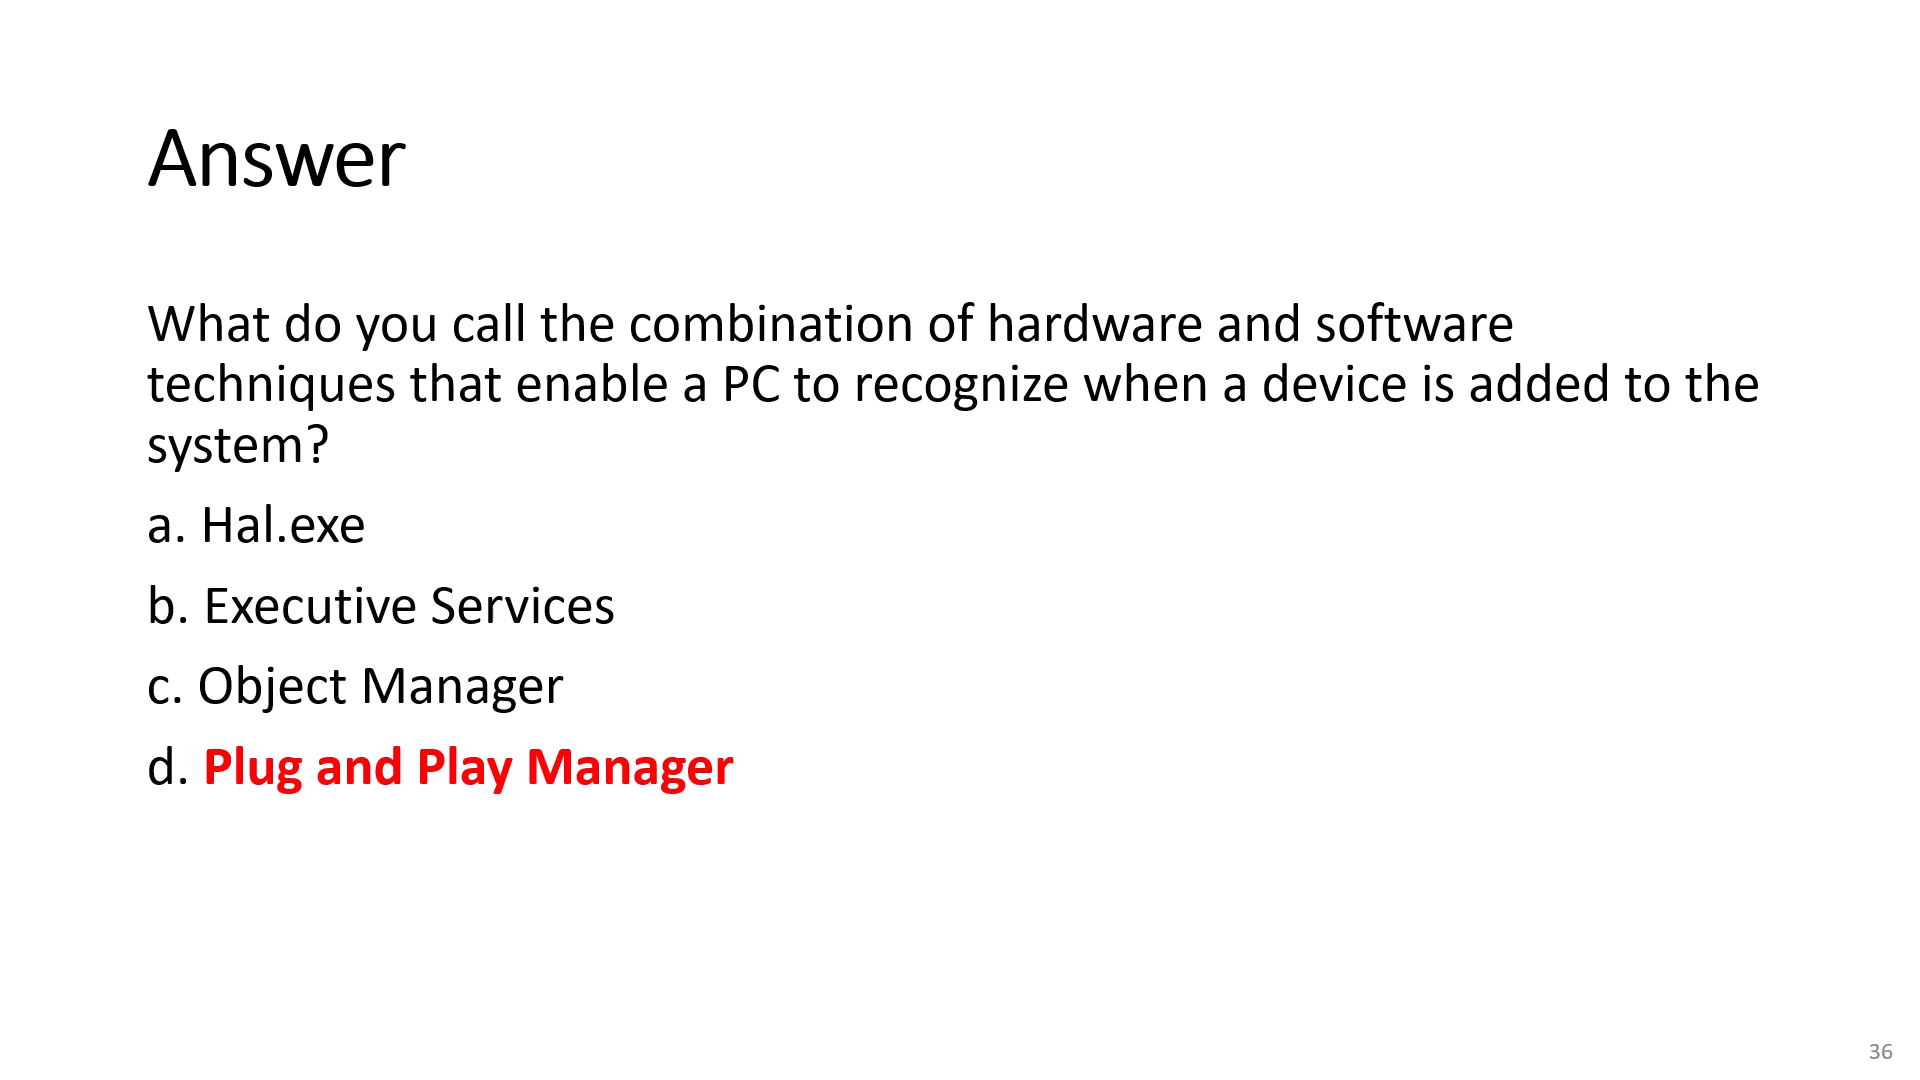 Answer
What do you call the combination of hardware and software
techniques that enable a PC to recognize when a device is added to the
system?
a. Hal.exe
b. Executive Services
c. Object Manager
d. Plug and Play Manager
36